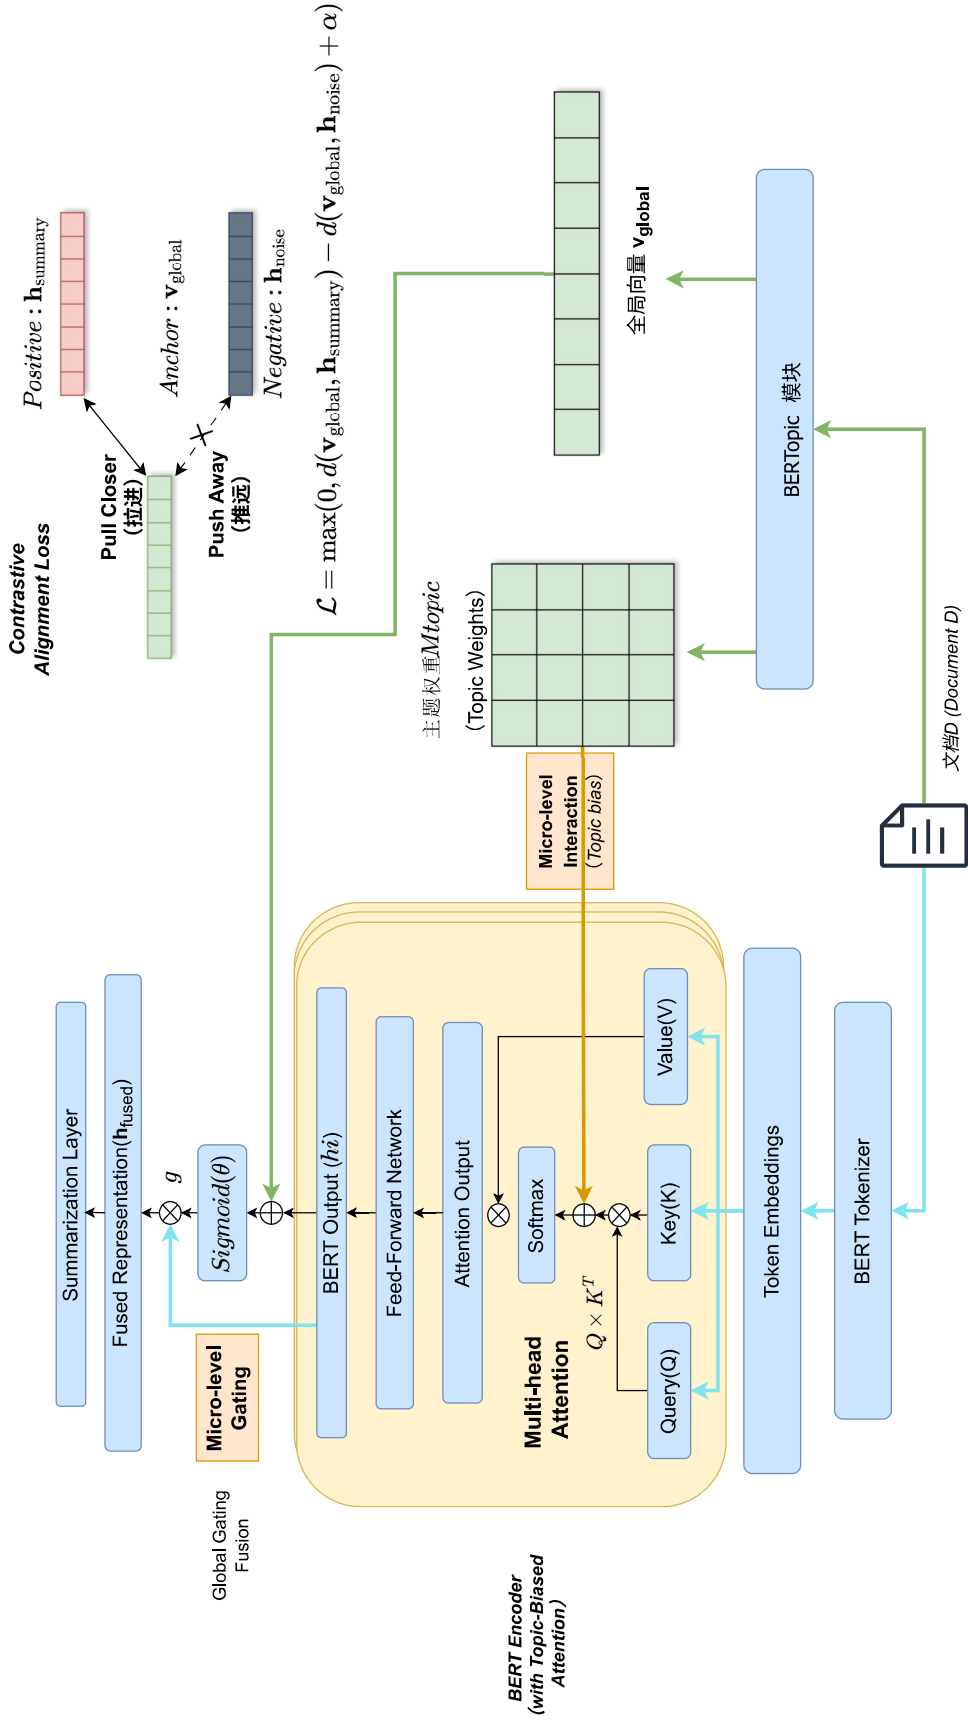 Contrastive
Alignment Loss
Pull Closer
(拉进)
Push Away
(推远)
Positive : h_summary
Anchor : v_global
Negative : h_noise
L = max(0, d(v_global, h_summary) − d(v_global, h_noise) + α)
Summarization Layer
Fused Representation(h_fused)
g
Sigmoid(θ)
Micro-level
Gating
Global Gating
Fusion
BERT Output (hi)
Feed-Forward Network
Attention Output
Softmax
Multi-head
Attention
Q × K^T
Query(Q)
Key(K)
Value(V)
BERT Encoder
(with Topic-Biased
Attention)
Micro-level
Interaction
(Topic bias)
主题权重Mtopic
(Topic Weights)
全局向量 v_global
BERTopic 模块
Token Embeddings
BERT Tokenizer
文档D (Document D)